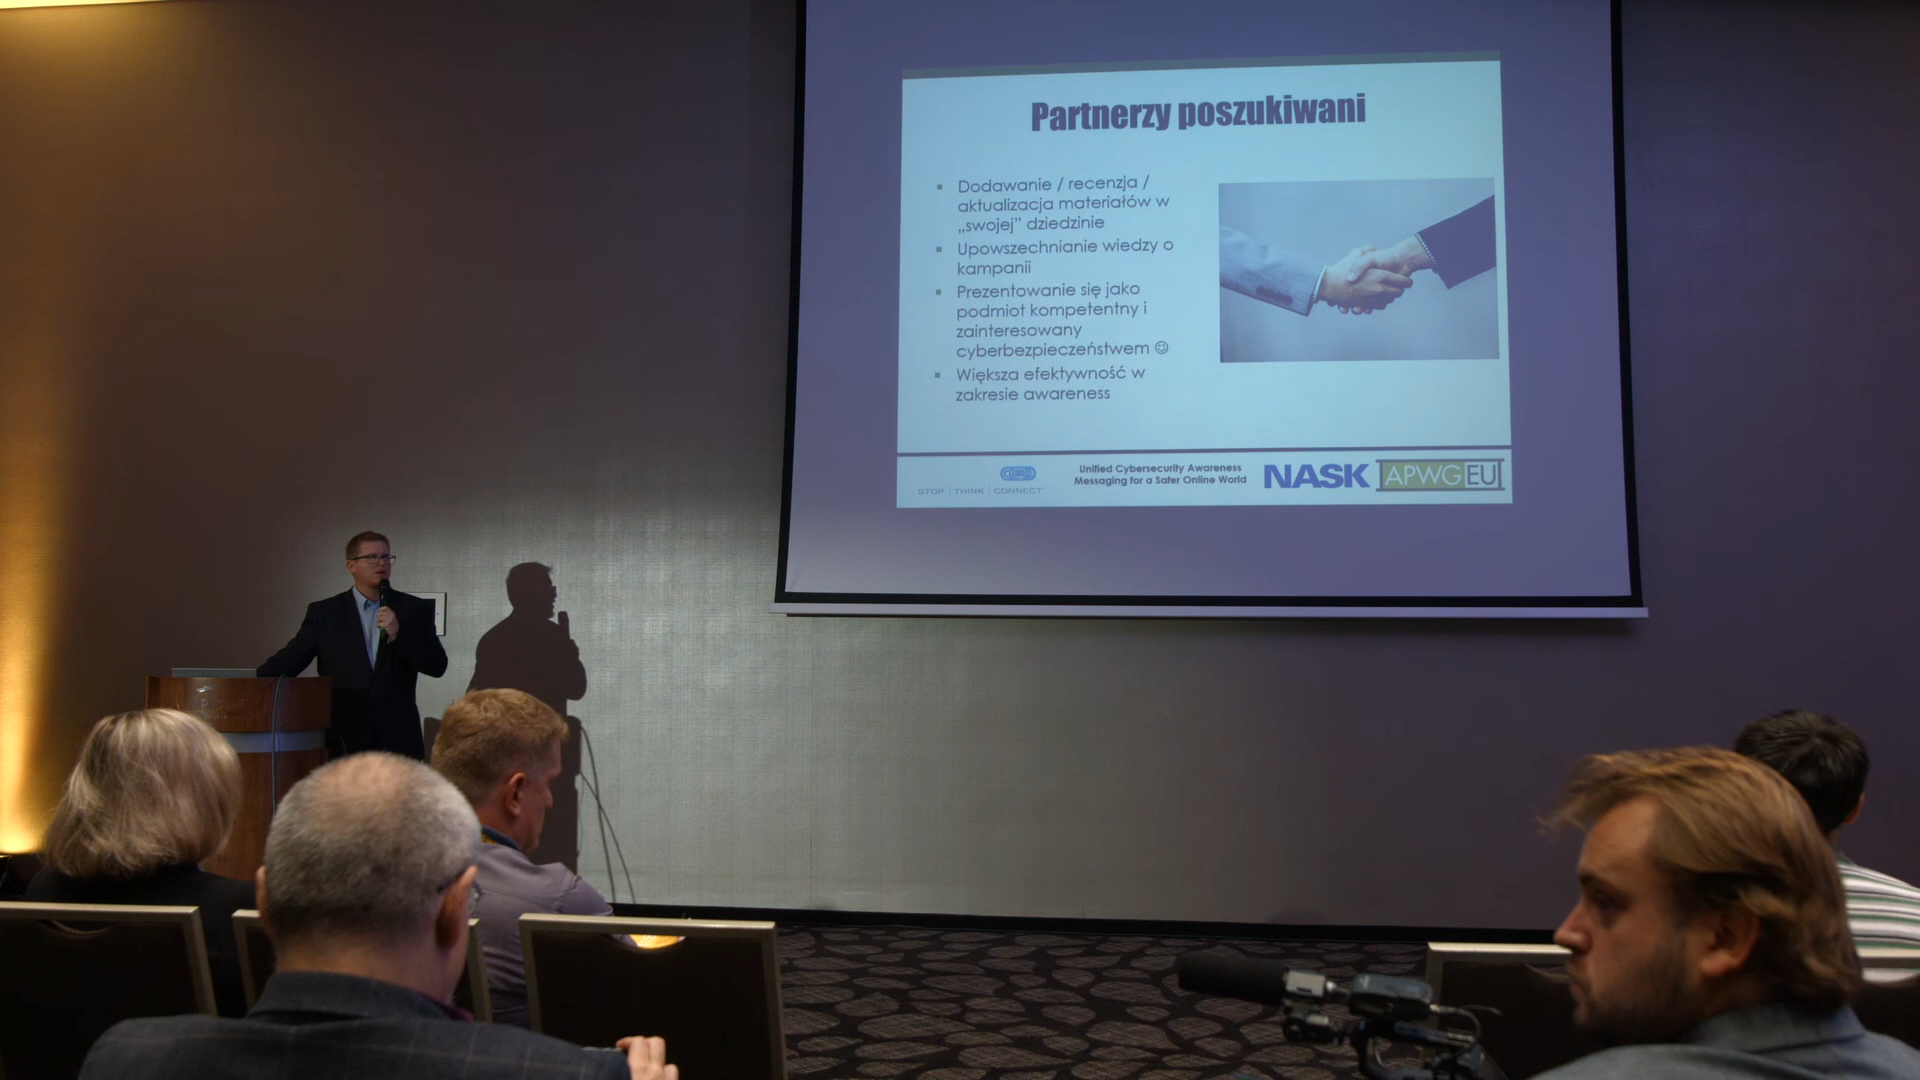 Partnerzy poszukiwani
Dodawanie / recenzja /
aktualizacja materiałów w
„swojej” dziedzinie
Upowszechnianie wiedzy o
kampanii
Prezentowanie się jako
podmiot kompetentny i
zainteresowany
cyberbezpieczeństwem ☺
Większa efektywność w
zakresie awareness
STOP | THINK | CONNECT™
Unified Cybersecurity Awareness
Messaging for a Safer Online World
NASK
APWG EU